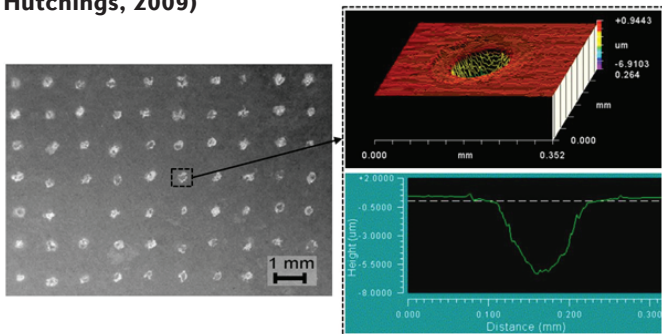 Hutchings, 2009)
1 mm
+0.9443
um
-6.9103
0.264
mm
0.000
0.000 mm 0.352
+2.0000
-0.5000
-3.0000
-5.5000
-8.0000
Height (um)
0.000 0.100 0.200 0.300
Distance (mm)